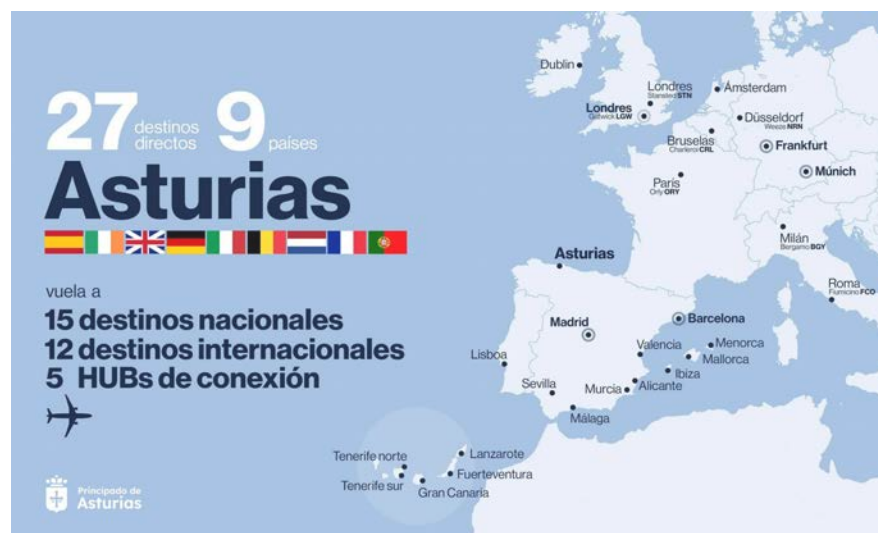 27 destinos directos 9 países
Asturias
vuela a
15 destinos nacionales
12 destinos internacionales
5 HUBs de conexión
Principado de
Asturias
Dublin
Londres
Stansted STN
Ámsterdam
Londres
Gatwick LGW
Düsseldorf
Weeze NRN
Bruselas
Charleroi CRL
Frankfurt
Múnich
París
Orly ORY
Milán
Bergamo BGY
Asturias
Roma
Fiumicino FCO
Madrid
Barcelona
Valencia
Menorca
Mallorca
Lisboa
Ibiza
Sevilla
Murcia
Alicante
Málaga
Tenerife norte
Lanzarote
Fuerteventura
Tenerife sur
Gran Canaria